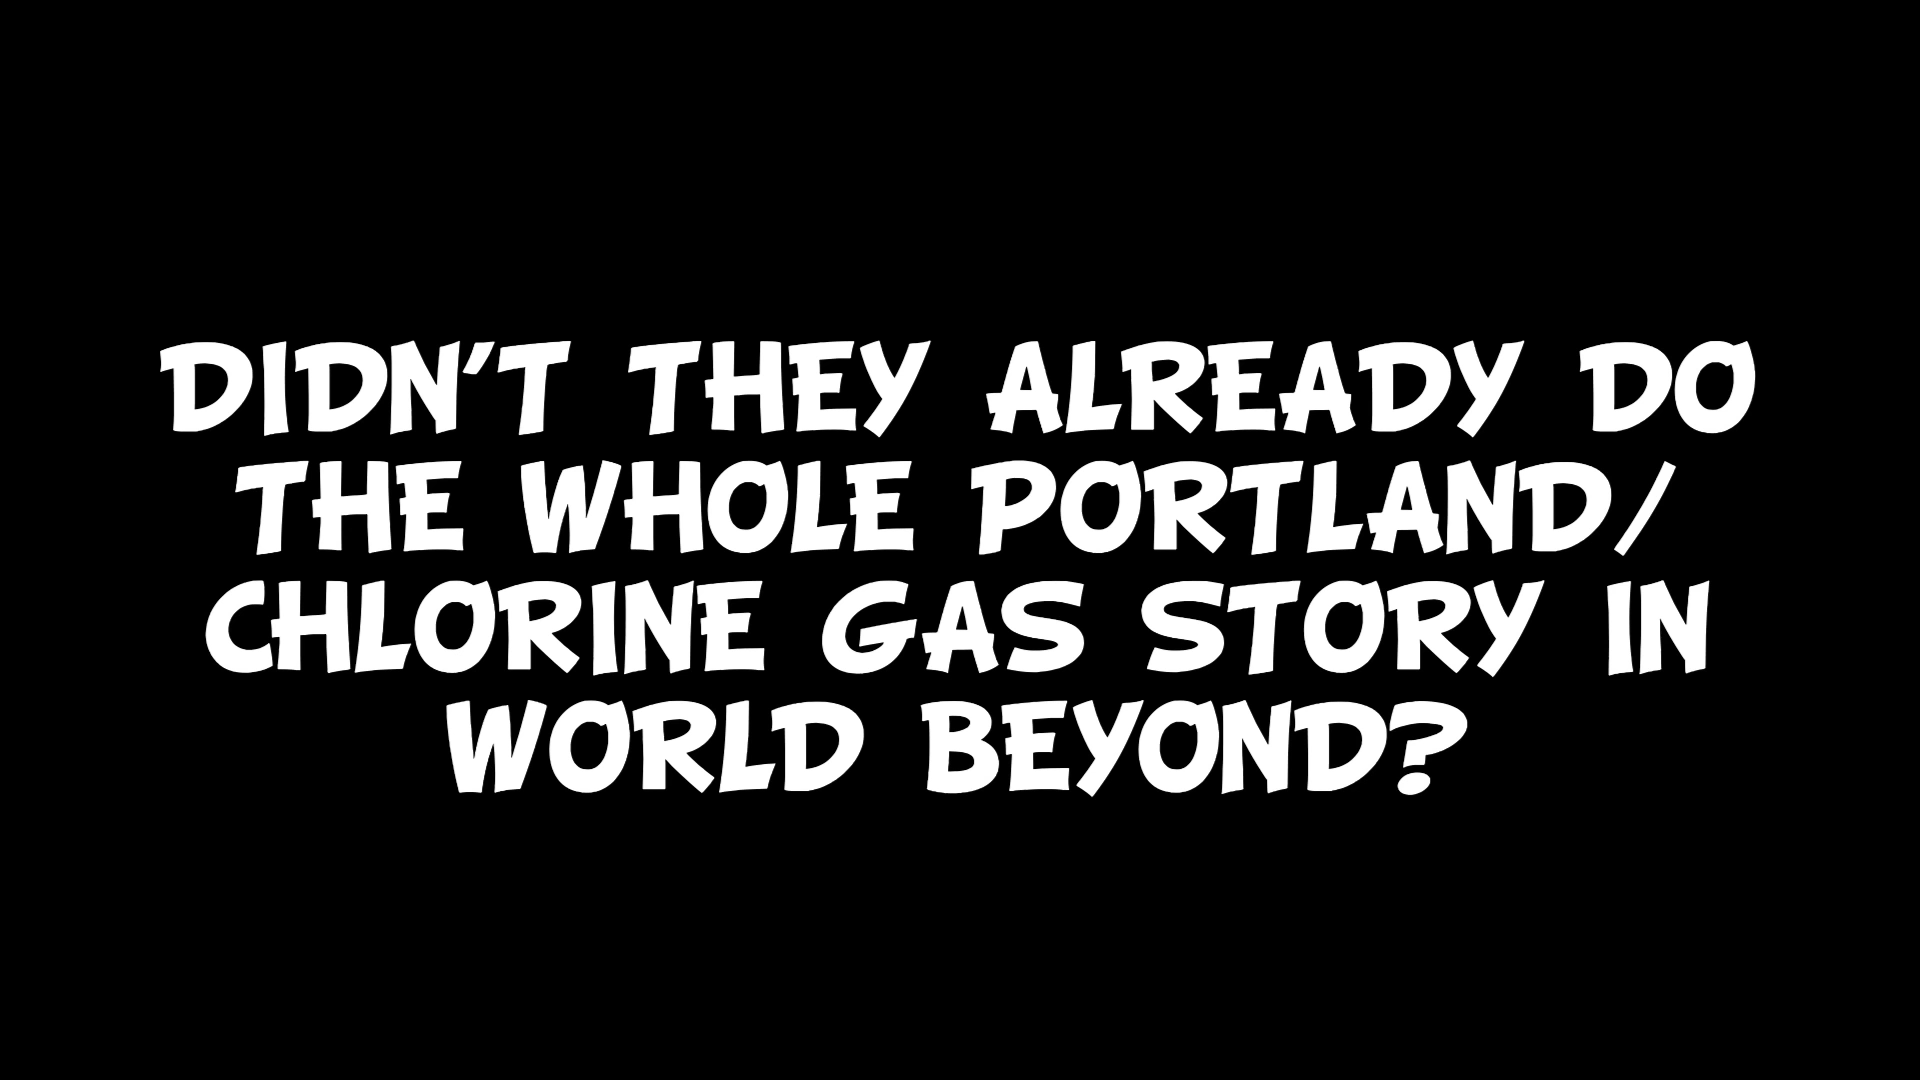 DIDN'T THEY ALREADY DO
THE WHOLE PORTLAND/
CHLORINE GAS STORY IN
WORLD BEYOND?